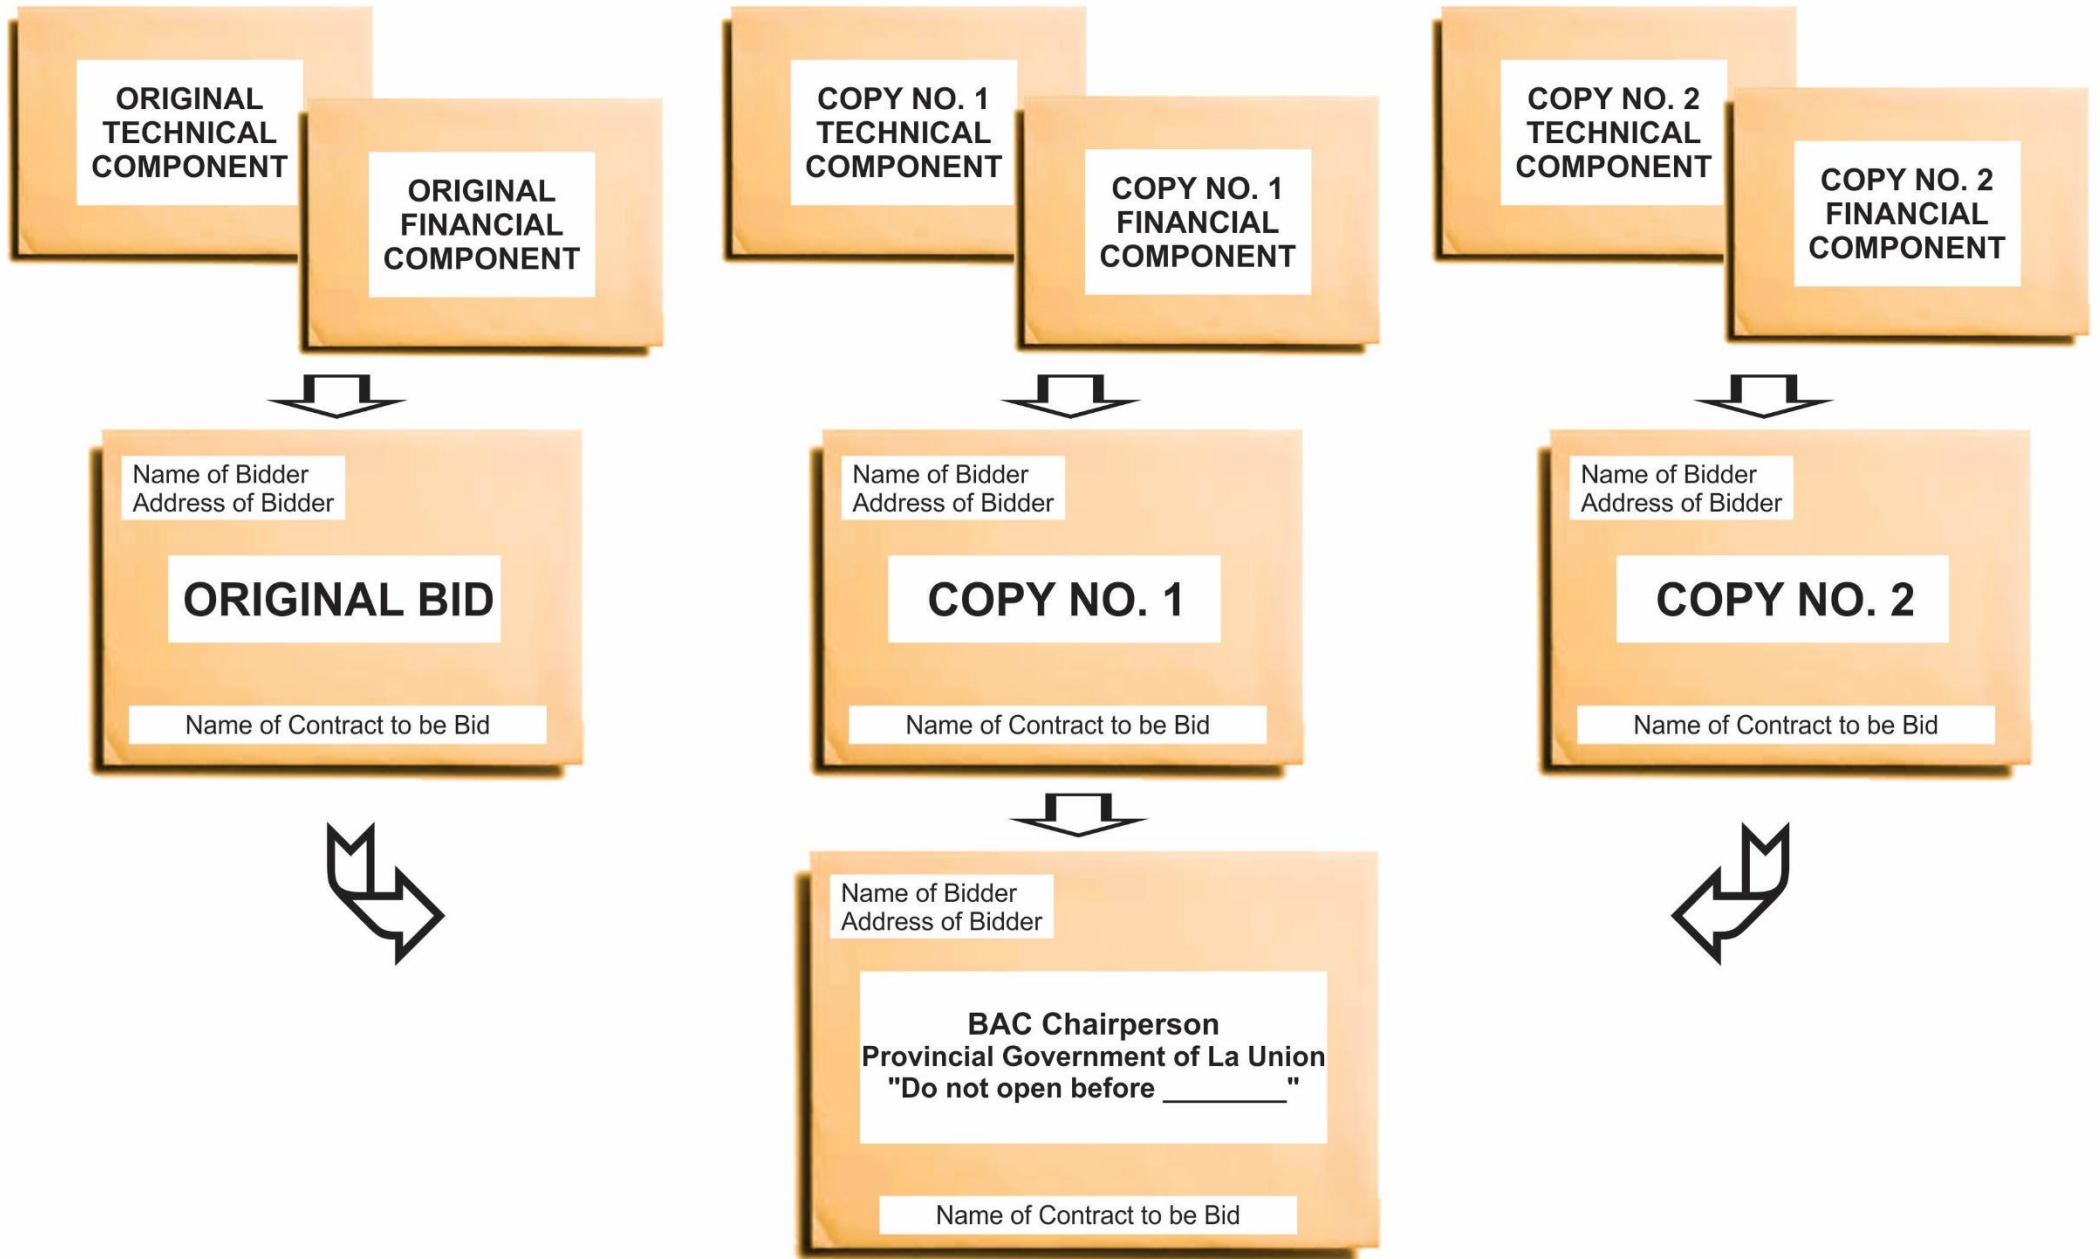 ORIGINAL
TECHNICAL
COMPONENT
ORIGINAL
FINANCIAL
COMPONENT
COPY NO. 1
TECHNICAL
COMPONENT
COPY NO. 1
FINANCIAL
COMPONENT
COPY NO. 2
TECHNICAL
COMPONENT
COPY NO. 2
FINANCIAL
COMPONENT
Name of Bidder
Address of Bidder
ORIGINAL BID
Name of Contract to be Bid
Name of Bidder
Address of Bidder
COPY NO. 1
Name of Contract to be Bid
Name of Bidder
Address of Bidder
COPY NO. 2
Name of Contract to be Bid
Name of Bidder
Address of Bidder
BAC Chairperson
Provincial Government of La Union
"Do not open before ________"
Name of Contract to be Bid